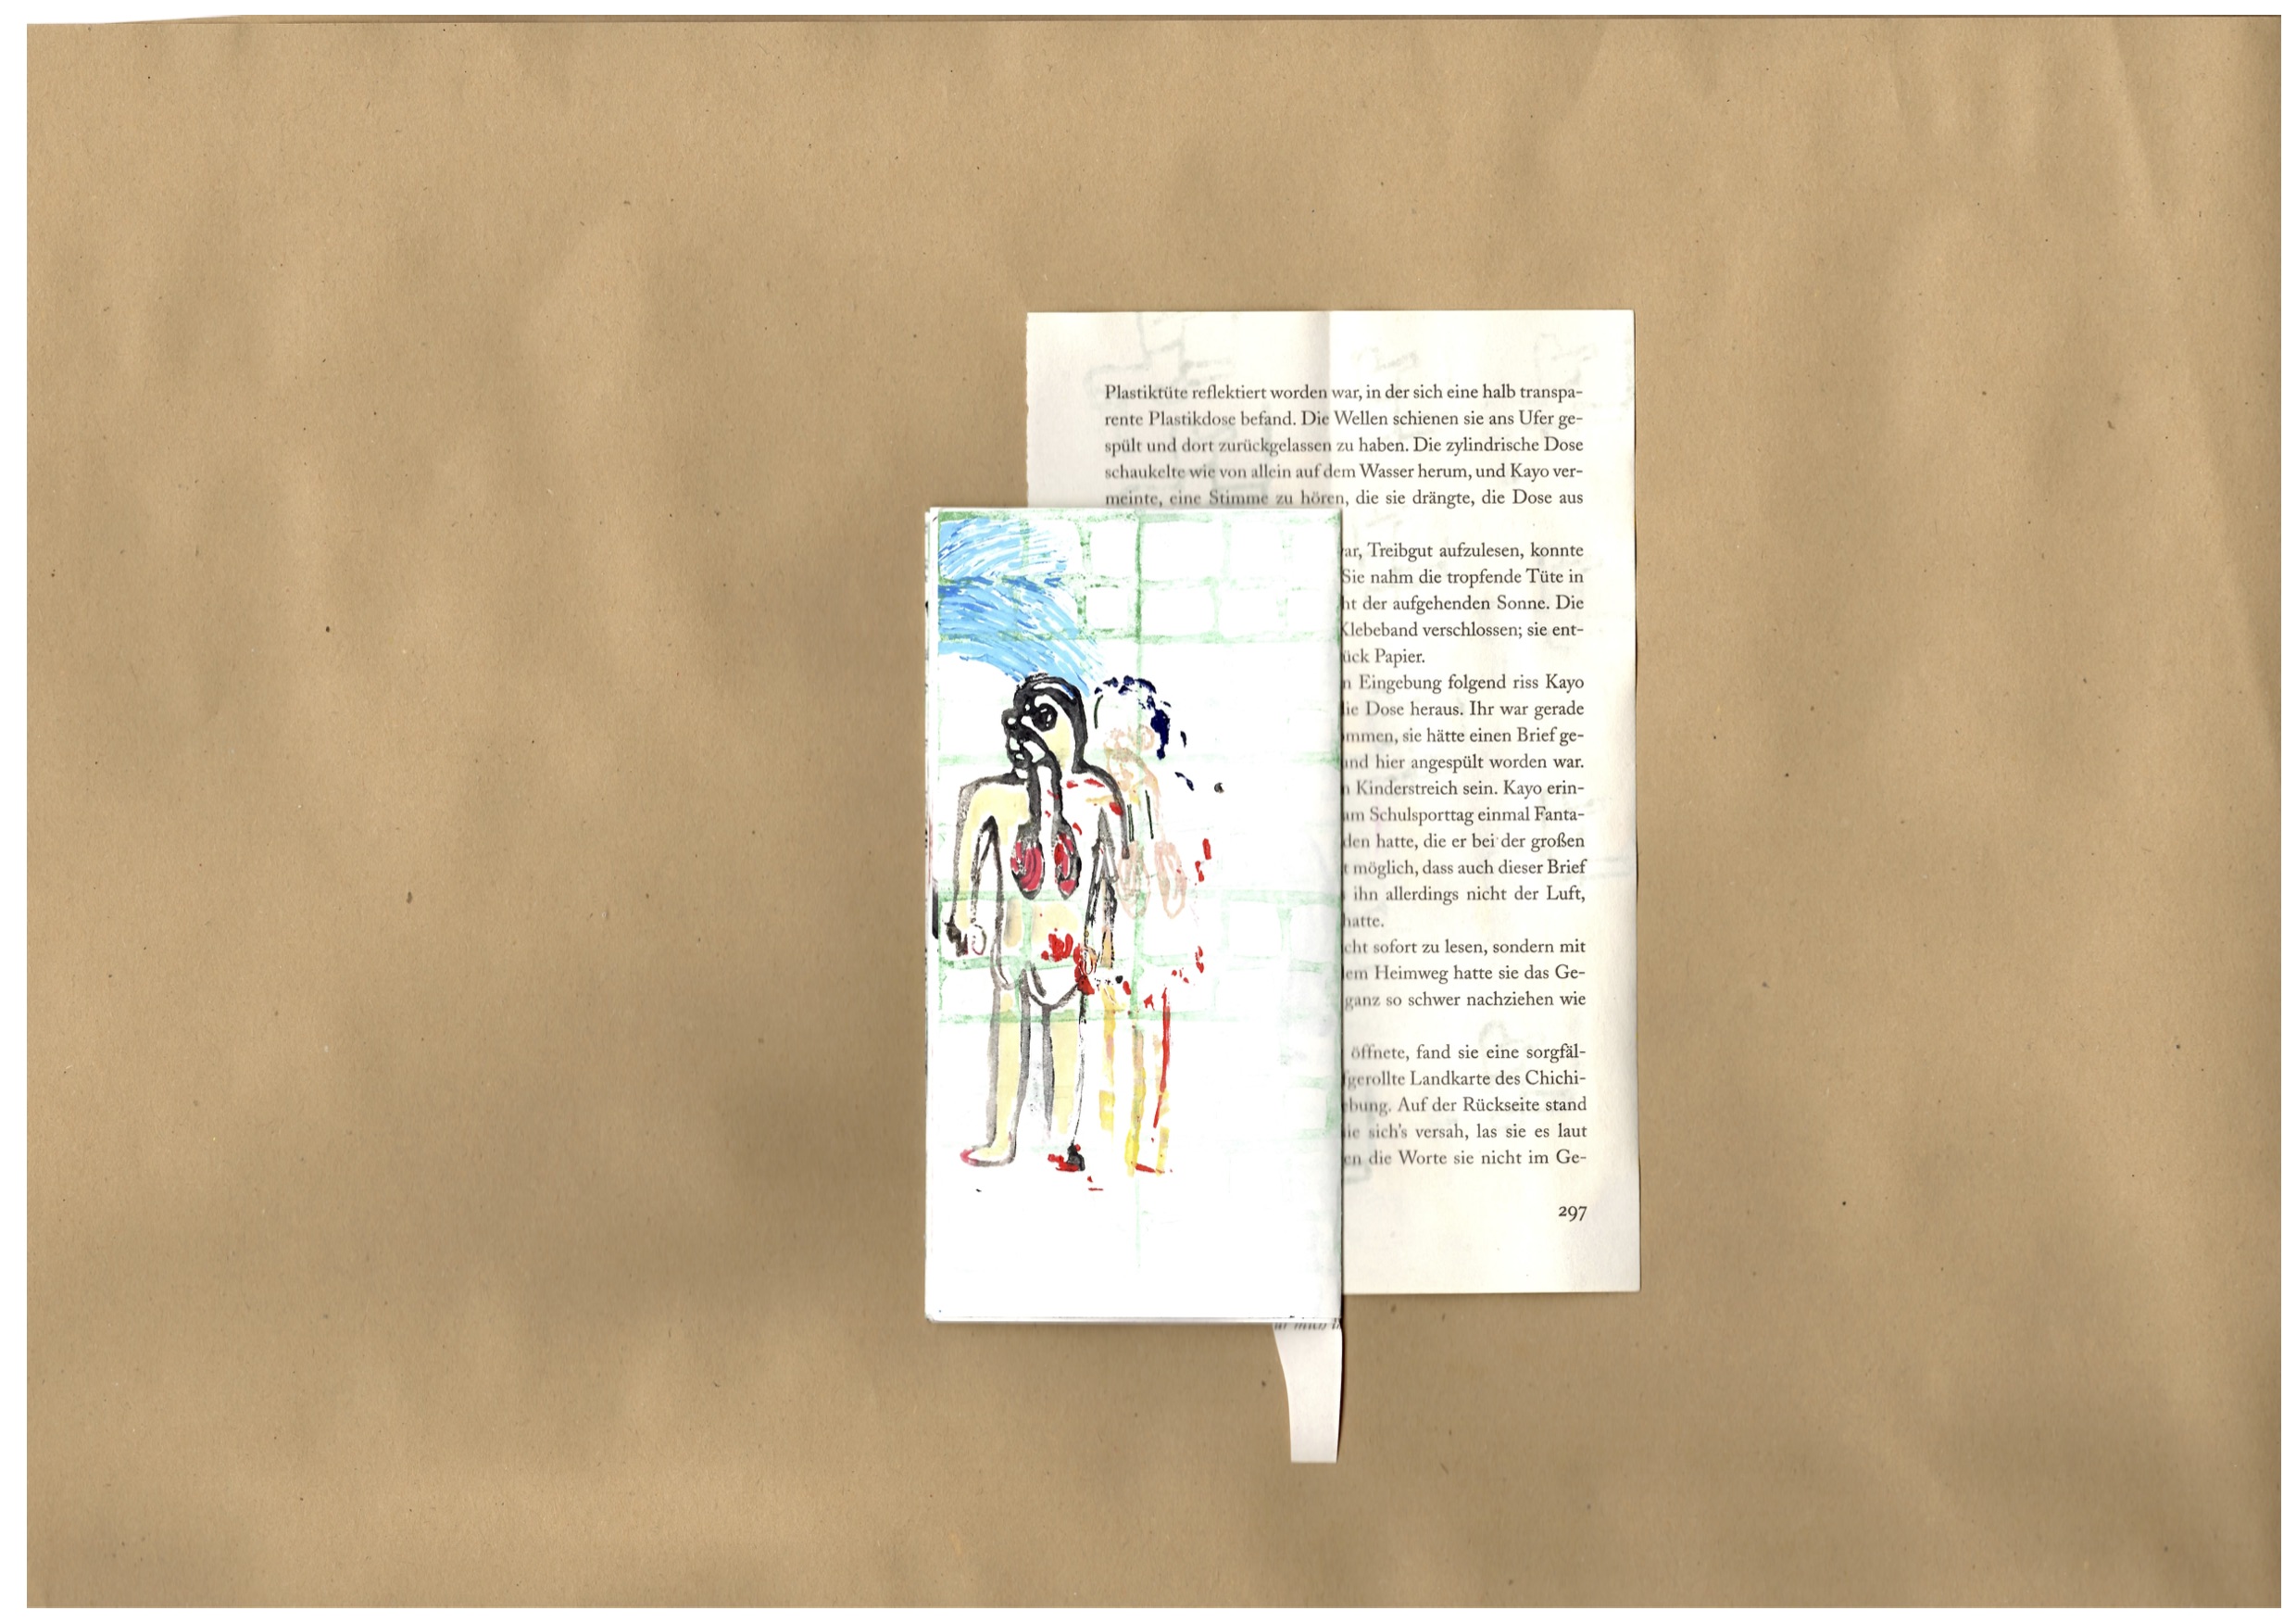 Plastiktüte reflektiert worden war, in der sich eine halb transpa-
rente Plastikdose befand. Die Wellen schienen sie ans Ufer ge-
spült und dort zurückgelassen zu haben. Die zylindrische Dose
schaukelte wie von allein auf dem Wasser herum, und Kayo ver-
meinte, eine Stimme zu hören, die sie drängte, die Dose aus
ar, Treibgut aufzulesen, konnte
Sie nahm die tropfende Tüte in
ht der aufgehenden Sonne. Die
Klebeband verschlossen; sie ent-
ück Papier.
n Eingebung folgend riss Kayo
ie Dose heraus. Ihr war gerade
mmen, sie hätte einen Brief ge-
und hier angespült worden war.
n Kinderstreich sein. Kayo erin-
am Schulsporttag einmal Fanta-
den hatte, die er bei der großen
t möglich, dass auch dieser Brief
ihn allerdings nicht der Luft,
hatte.
cht sofort zu lesen, sondern mit
dem Heimweg hatte sie das Ge-
ganz so schwer nachziehen wie
öffnete, fand sie eine sorgfäl-
gerollte Landkarte des Chichi-
bung. Auf der Rückseite stand
ie sich's versah, las sie es laut
en die Worte sie nicht im Ge-
297